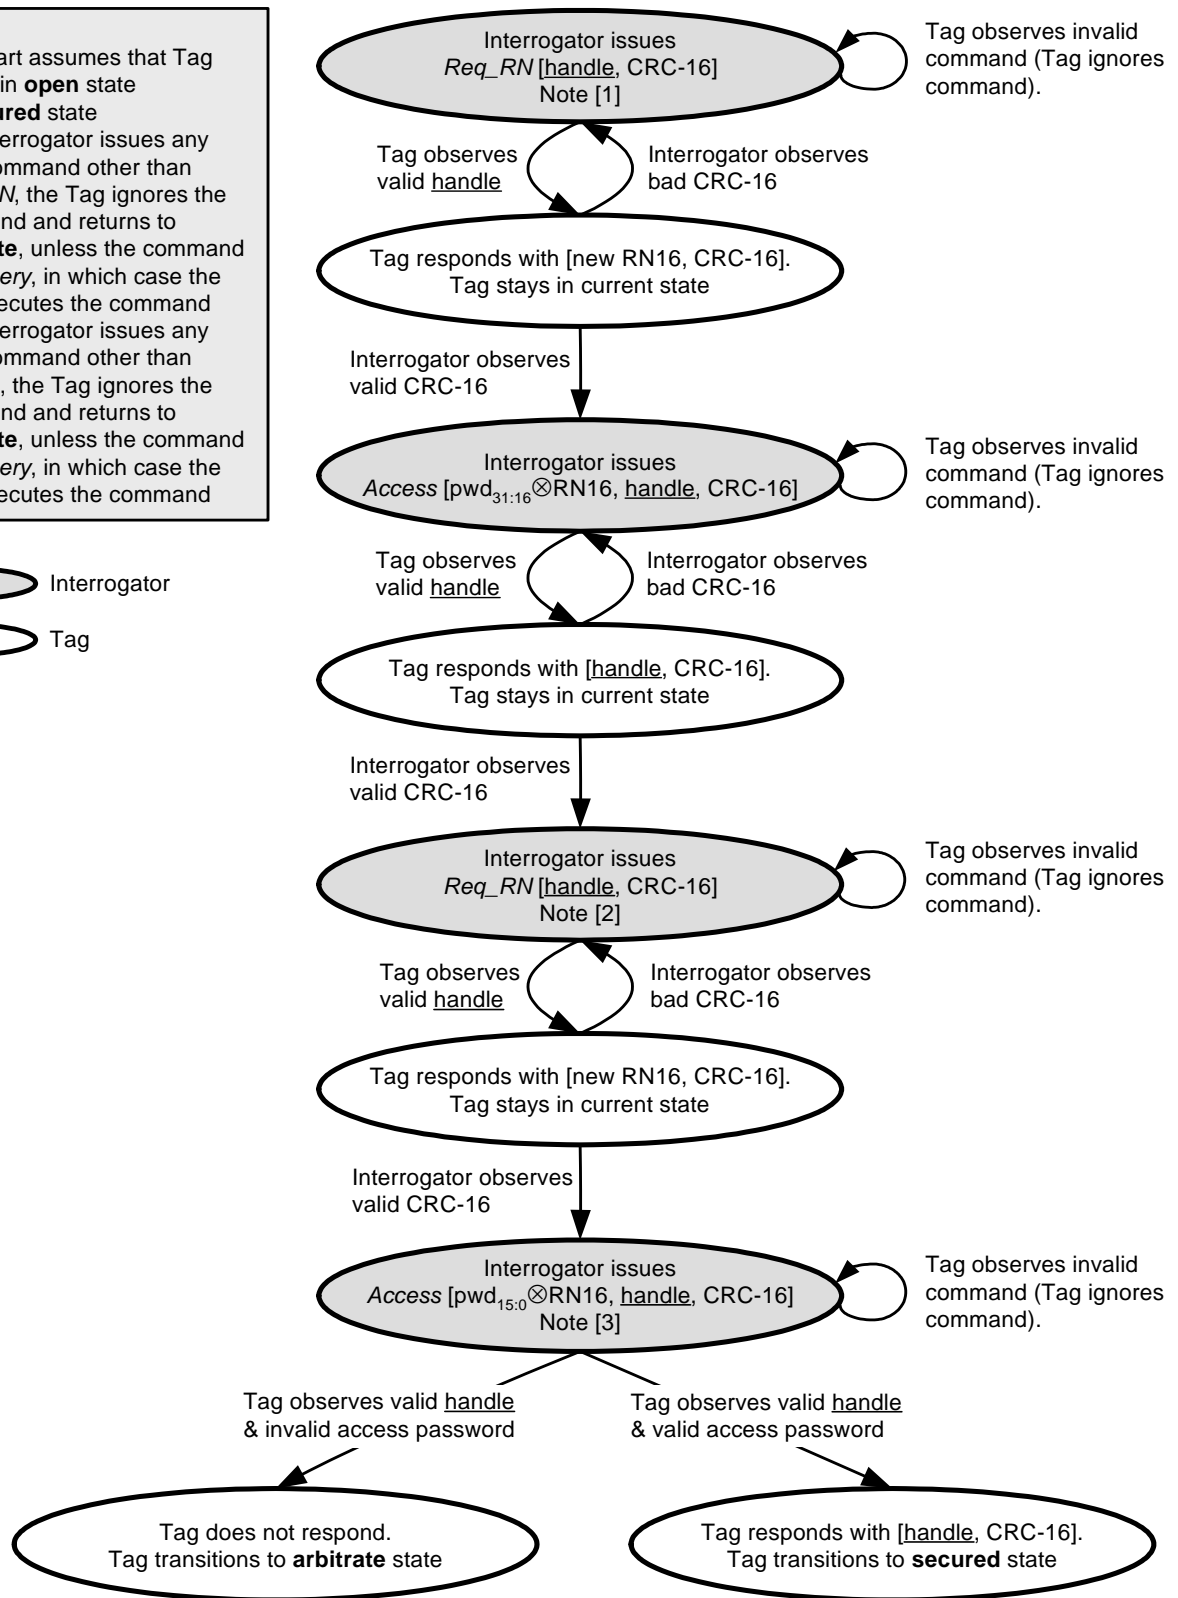 art assumes that Tag
in open state
ured state
errogator issues any
ommand other than
N, the Tag ignores the
nd and returns to
te, unless the command
ery, in which case the
ecutes the command
errogator issues any
ommand other than
, the Tag ignores the
nd and returns to
te, unless the command
ery, in which case the
ecutes the command
Interrogator
Tag
Interrogator issues
Req_RN [handle, CRC-16]
Note [1]
Tag observes invalid
command (Tag ignores
command).
Tag observes
valid handle
Interrogator observes
bad CRC-16
Tag responds with [new RN16, CRC-16].
Tag stays in current state
Interrogator observes
valid CRC-16
Interrogator issues
Access [pwd31:16⊗RN16, handle, CRC-16]
Tag observes invalid
command (Tag ignores
command).
Tag observes
valid handle
Interrogator observes
bad CRC-16
Tag responds with [handle, CRC-16].
Tag stays in current state
Interrogator observes
valid CRC-16
Interrogator issues
Req_RN [handle, CRC-16]
Note [2]
Tag observes invalid
command (Tag ignores
command).
Tag observes
valid handle
Interrogator observes
bad CRC-16
Tag responds with [new RN16, CRC-16].
Tag stays in current state
Interrogator observes
valid CRC-16
Interrogator issues
Access [pwd15:0⊗RN16, handle, CRC-16]
Note [3]
Tag observes invalid
command (Tag ignores
command).
Tag observes valid handle
& invalid access password
Tag observes valid handle
& valid access password
Tag does not respond.
Tag transitions to arbitrate state
Tag responds with [handle, CRC-16].
Tag transitions to secured state